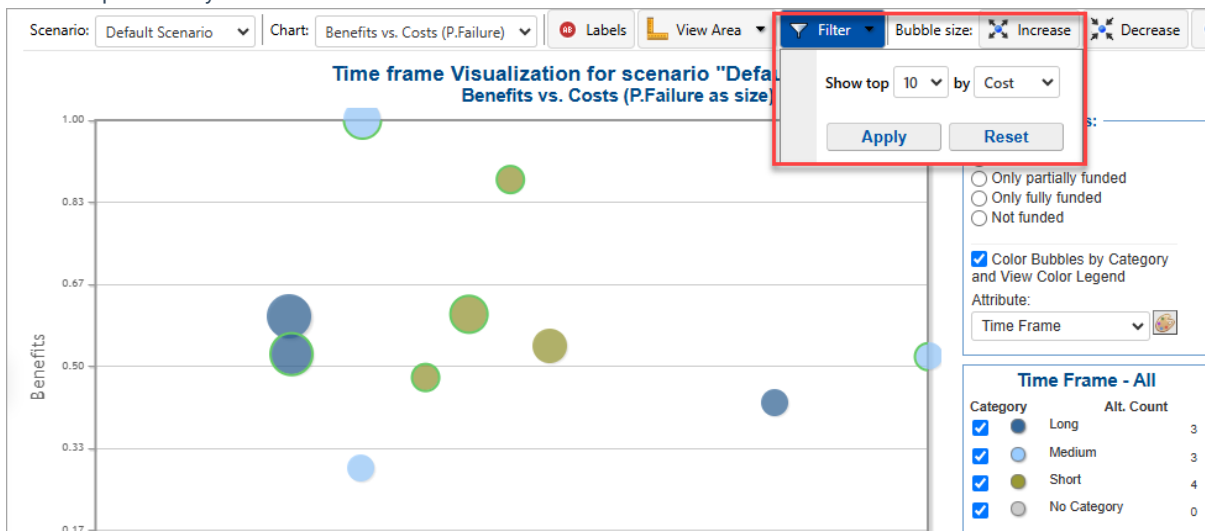 Scenario: Default Scenario Chart: Benefits vs. Costs (P.Failure) AB Labels View Area Filter Bubble size: Increase Decrease
Show top 10 by Cost
Apply Reset
Time frame Visualization for scenario "Defau
Benefits vs. Costs (P.Failure as size)
1.00
0.83
0.67
0.50
0.33
0.17
Benefits
s:
Only partially funded
Only fully funded
Not funded
Color Bubbles by Category
and View Color Legend
Attribute:
Time Frame
Time Frame - All
Category Alt. Count
Long 3
Medium 3
Short 4
No Category 0